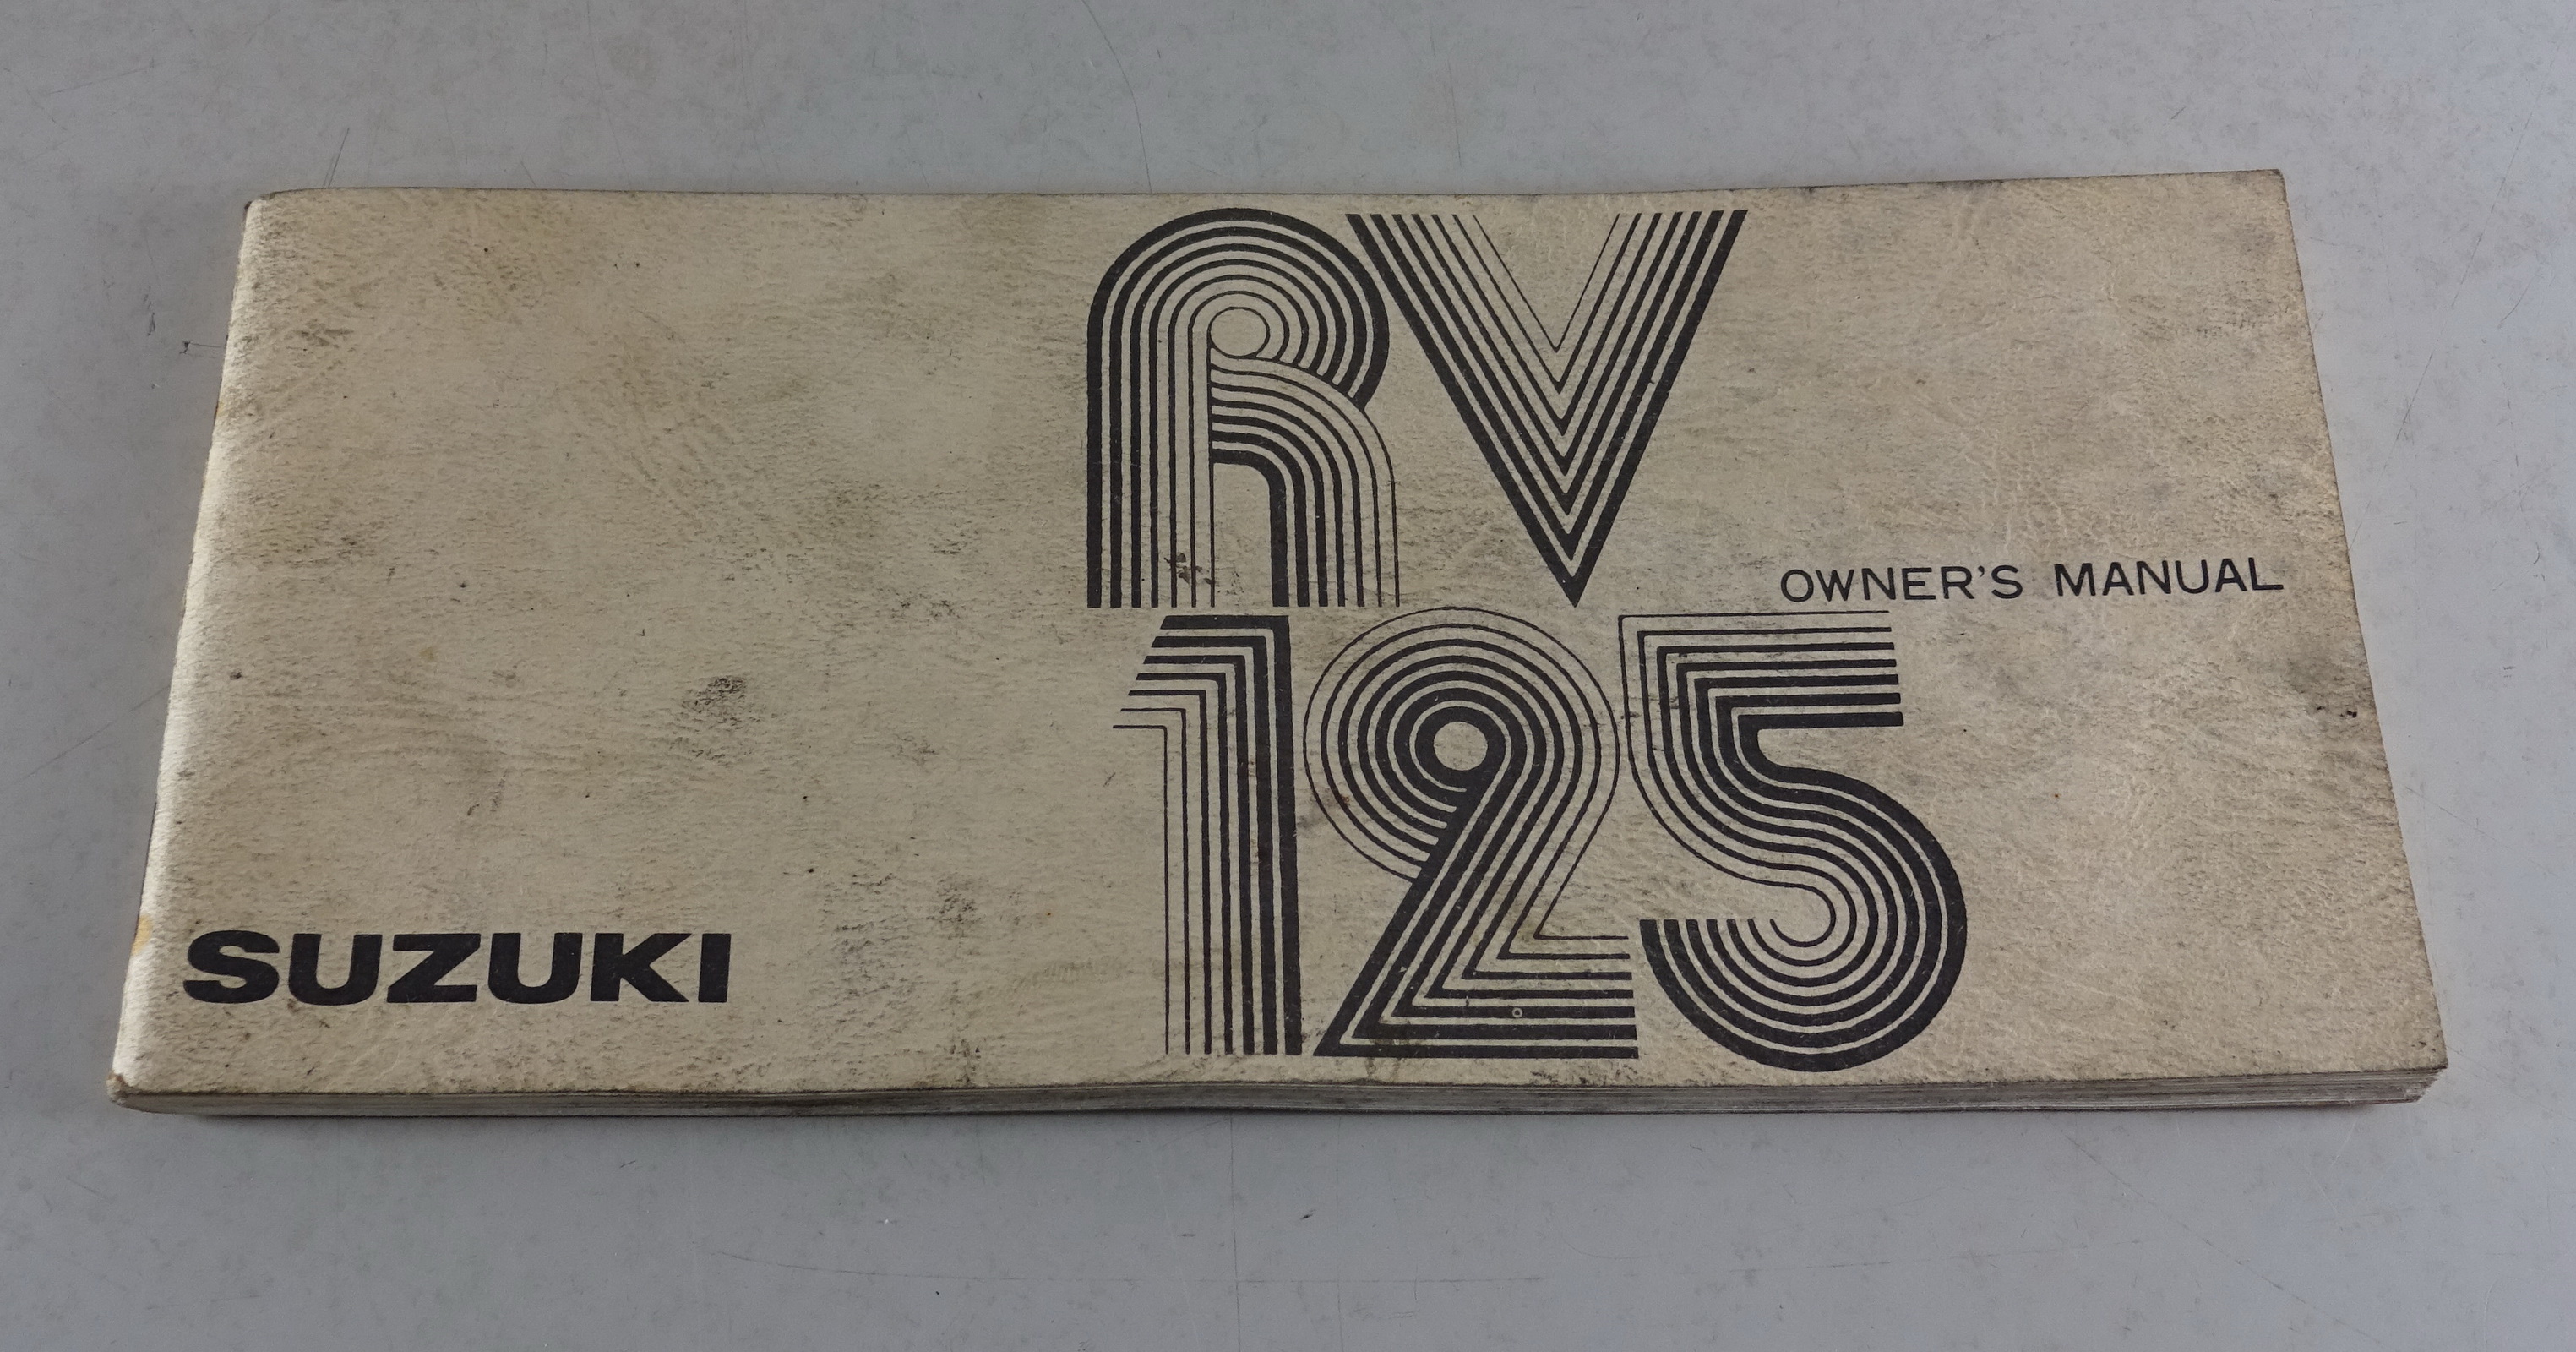 RV
OWNER'S MANUAL
125
SUZUKI